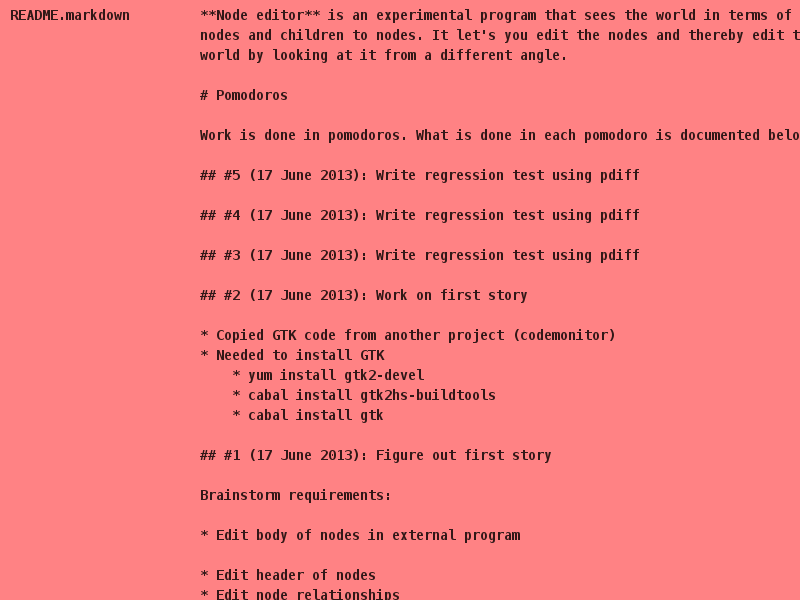 README.markdown
**Node editor** is an experimental program that sees the world in terms of
nodes and children to nodes. It let's you edit the nodes and thereby edit t
world by looking at it from a different angle.
# Pomodoros
Work is done in pomodoros. What is done in each pomodoro is documented belo
## #5 (17 June 2013): Write regression test using pdiff
## #4 (17 June 2013): Write regression test using pdiff
## #3 (17 June 2013): Write regression test using pdiff
## #2 (17 June 2013): Work on first story
* Copied GTK code from another project (codemonitor)
* Needed to install GTK
    * yum install gtk2-devel
    * cabal install gtk2hs-buildtools
    * cabal install gtk
## #1 (17 June 2013): Figure out first story
Brainstorm requirements:
* Edit body of nodes in external program
* Edit header of nodes
* Edit node relationships